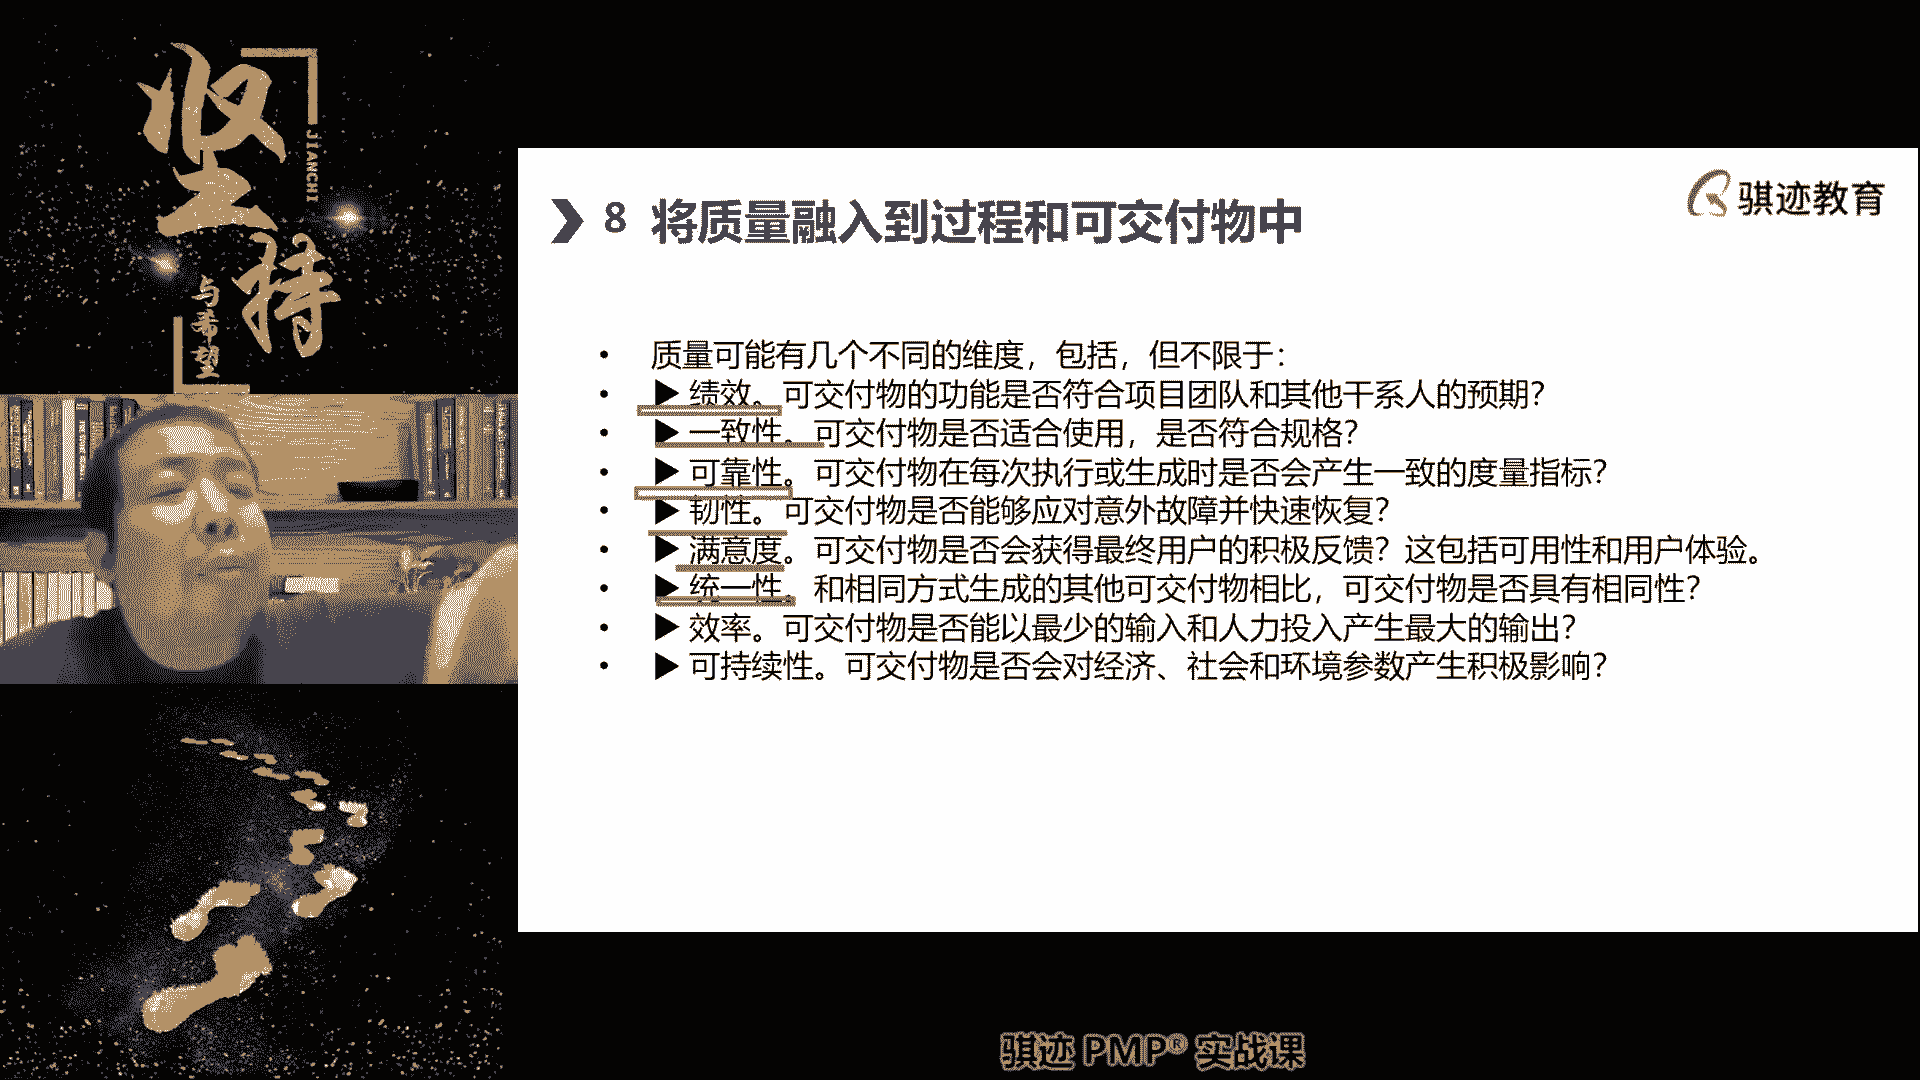 坚持
JIANCHI
与希望
骐迹教育
8 将质量融入到过程和可交付物中
• 质量可能有几个不同的维度，包括，但不限于：
• ▶ 绩效。可交付物的功能是否符合项目团队和其他干系人的预期？
• ▶ 一致性。可交付物是否适合使用，是否符合规格？
• ▶ 可靠性。可交付物在每次执行或生成时是否会产生一致的度量指标？
• ▶ 韧性。可交付物是否能够应对意外故障并快速恢复？
• ▶ 满意度。可交付物是否会获得最终用户的积极反馈？这包括可用性和用户体验。
• ▶ 统一性。和相同方式生成的其他可交付物相比，可交付物是否具有相同性？
• ▶ 效率。可交付物是否能以最少的输入和人力投入产生最大的输出？
• ▶ 可持续性。可交付物是否会对经济、社会和环境参数产生积极影响？
骐迹 PMP® 实战课